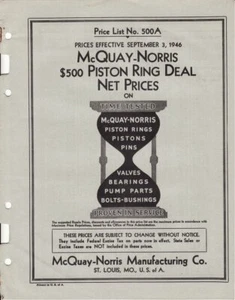 Price List No. 500A
PRICES EFFECTIVE SEPTEMBER 3, 1946
McQUAY-NORRIS
$500 PISTON RING DEAL
NET PRICES
ON
TIME TESTED
McQUAY-NORRIS
PISTON RINGS
PISTONS
PINS
VALVES
BEARINGS
PUMP PARTS
BOLTS-BUSHINGS
PROVEN IN SERVICE
THESE PRICES ARE SUBJECT TO CHANGE WITHOUT NOTICE.
They include Federal Excise Tax on parts now in effect. State Sales or
Excise Taxes are NOT included in this schedule.
McQuay-Norris Manufacturing Co.
ST. LOUIS, MO., U. S. of A.